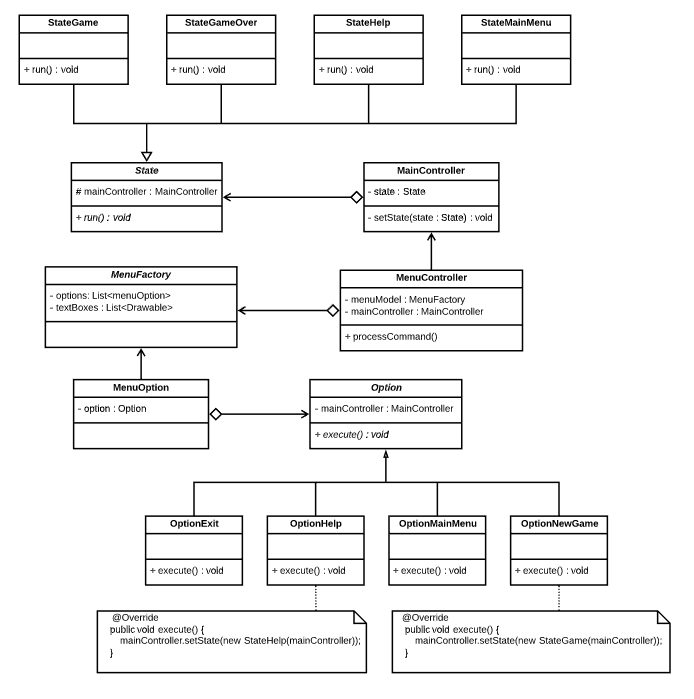 StateGame
+ run() : void
StateGameOver
+ run() : void
StateHelp
+ run() : void
StateMainMenu
+ run() : void
State
# mainController : MainController
+ run() : void
MainController
- state : State
- setState(state : State) : void
MenuFactory
- options: List<menuOption>
- textBoxes : List<Drawable>
MenuController
- menuModel : MenuFactory
- mainController : MainController
+ processCommand()
MenuOption
- option : Option
Option
- mainController : MainController
+ execute() : void
OptionExit
+ execute() : void
OptionHelp
+ execute() : void
OptionMainMenu
+ execute() : void
OptionNewGame
+ execute() : void
@Override
public void execute() {
mainController.setState(new StateHelp(mainController));
}
@Override
public void execute() {
mainController.setState(new StateGame(mainController));
}